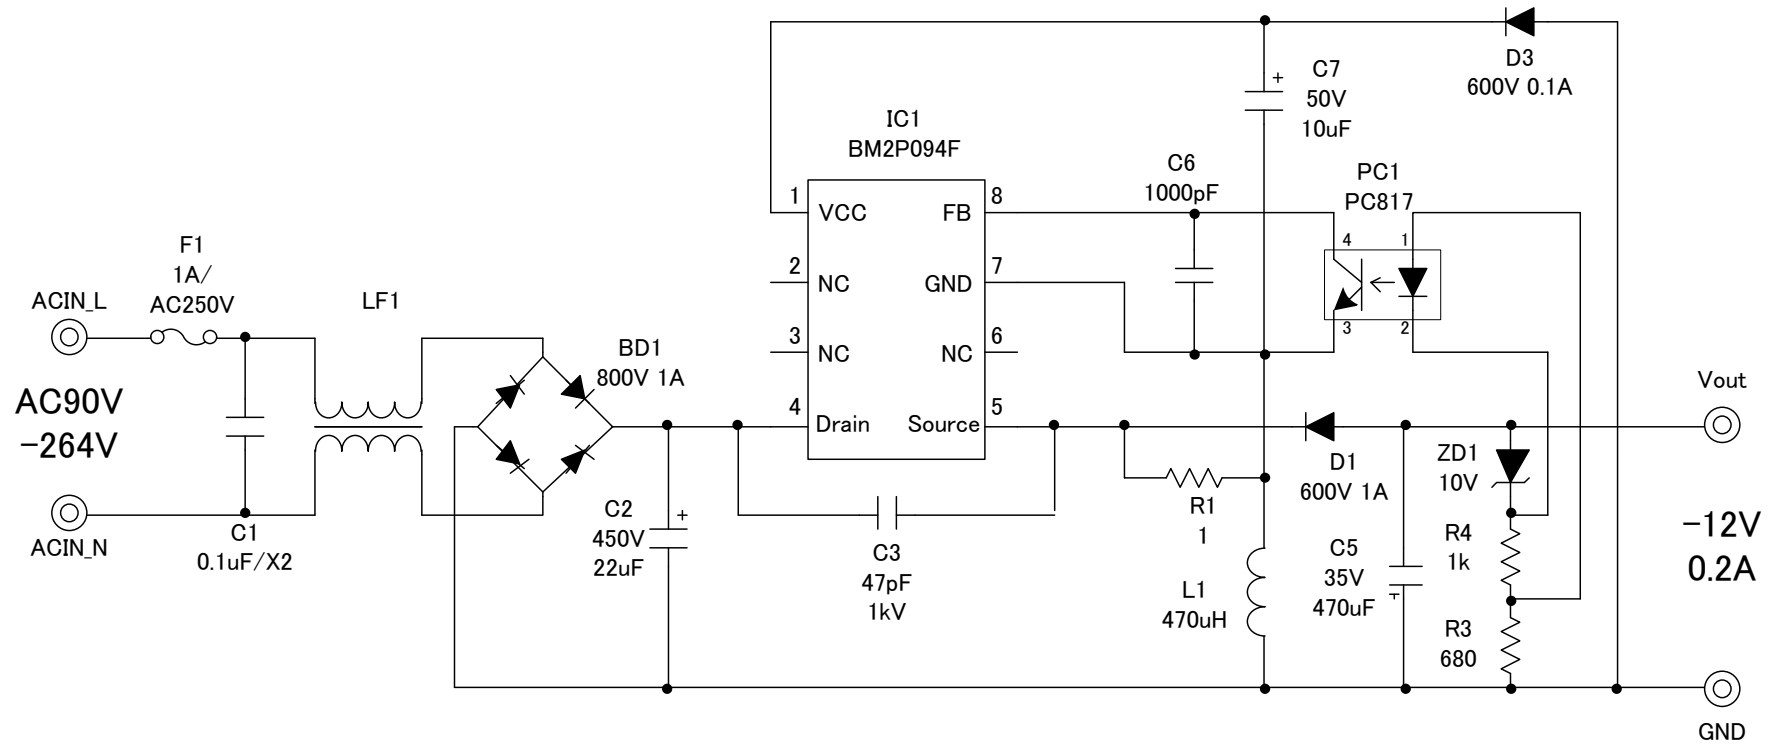 D3
600V 0.1A
C7
50V
10uF
+
IC1
BM2P094F
C6
1000pF
PC1
PC817
1
VCC
FB
8
2
NC
GND
7
3
NC
NC
6
4
Drain
Source
5
4
1
3
2
F1
1A/
AC250V
ACIN_L
LF1
AC90V
-264V
BD1
800V 1A
ACIN_N
C1
0.1uF/X2
C2
450V
22uF
+
C3
47pF
1kV
R1
1
D1
600V 1A
L1
470uH
C5
35V
470uF
+
ZD1
10V
R4
1k
R3
680
Vout
-12V
0.2A
GND